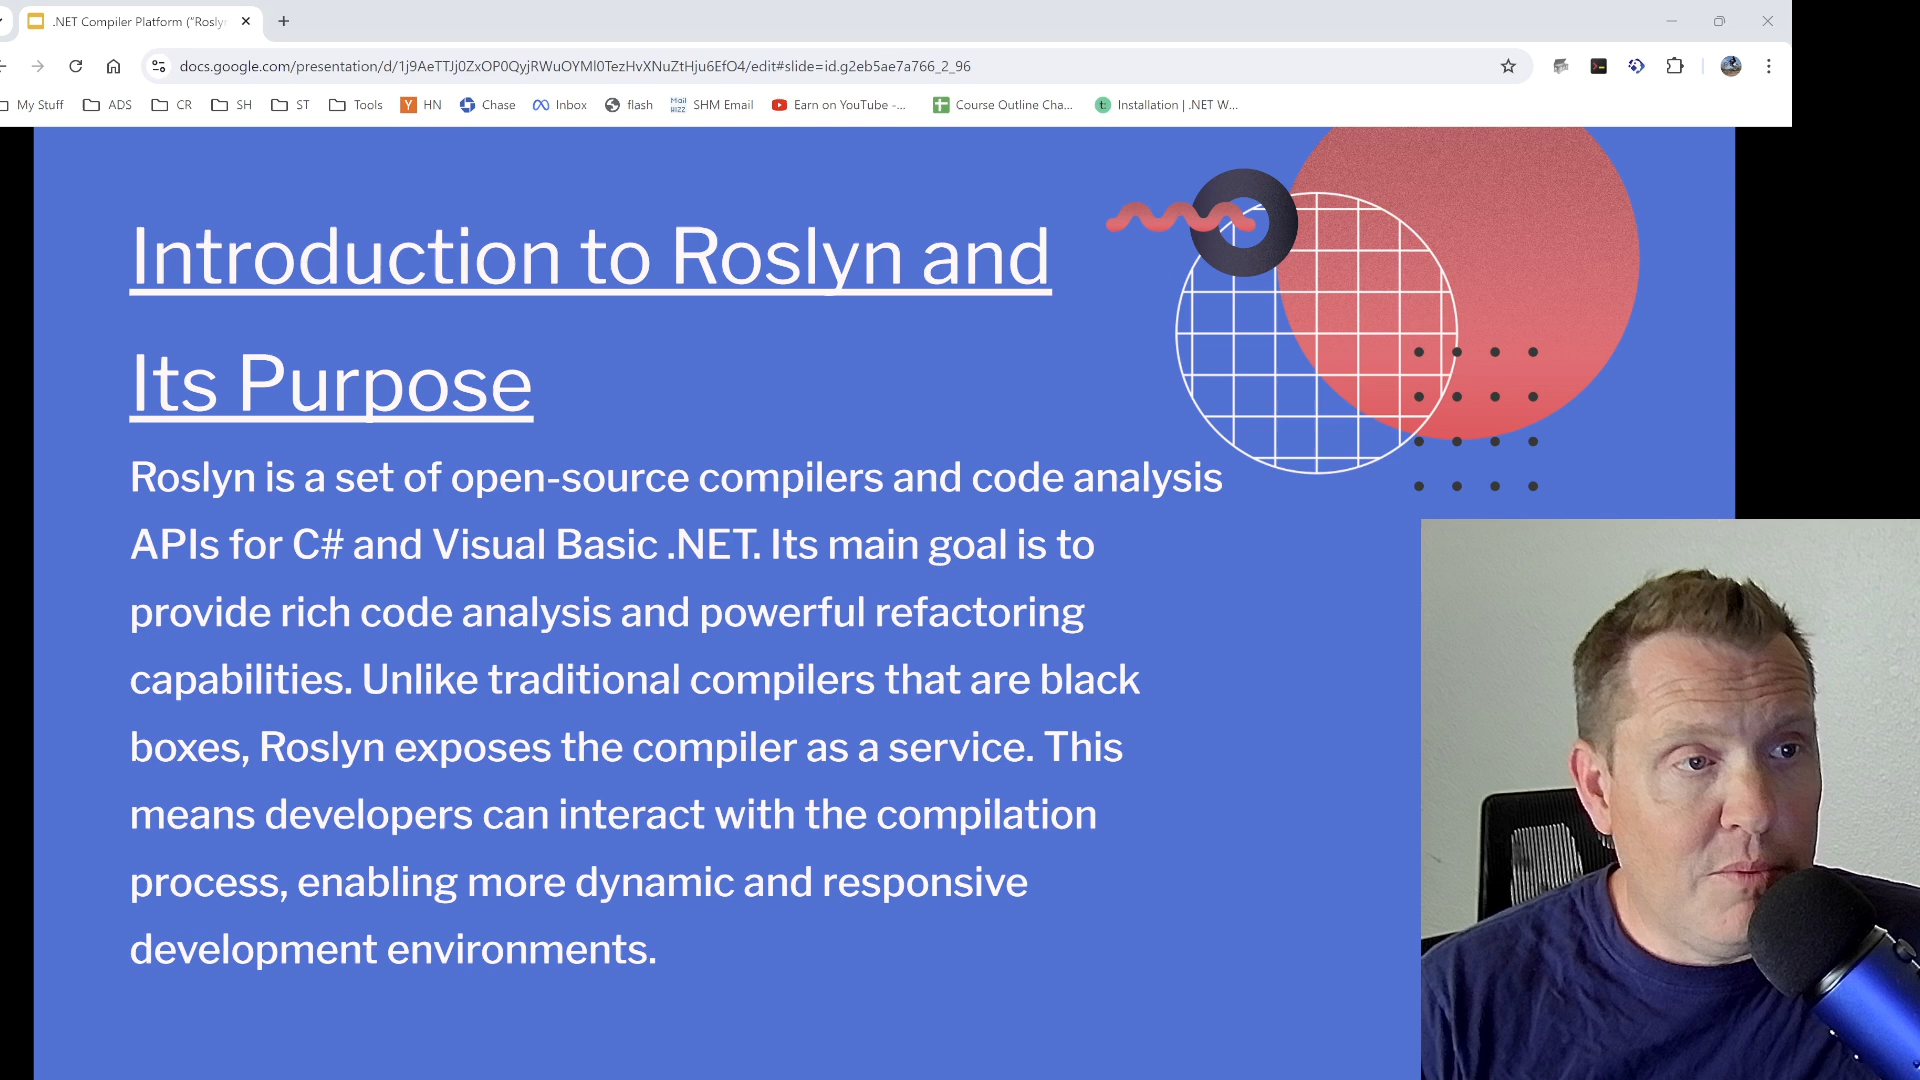 .NET Compiler Platform ("Rosly
docs.google.com/presentation/d/1j9AeTTJj0ZxOP0QyjRWuOYMl0TezHvXNuZtHju6EfO4/edit#slide=id.g2eb5ae7a766_2_96
My Stuff ADS CR SH ST Tools HN Chase Inbox flash SHM Email Earn on YouTube -... Course Outline Cha... Installation | .NET W...
Introduction to Roslyn and
Its Purpose
Roslyn is a set of open-source compilers and code analysis
APIs for C# and Visual Basic .NET. Its main goal is to
provide rich code analysis and powerful refactoring
capabilities. Unlike traditional compilers that are black
boxes, Roslyn exposes the compiler as a service. This
means developers can interact with the compilation
process, enabling more dynamic and responsive
development environments.